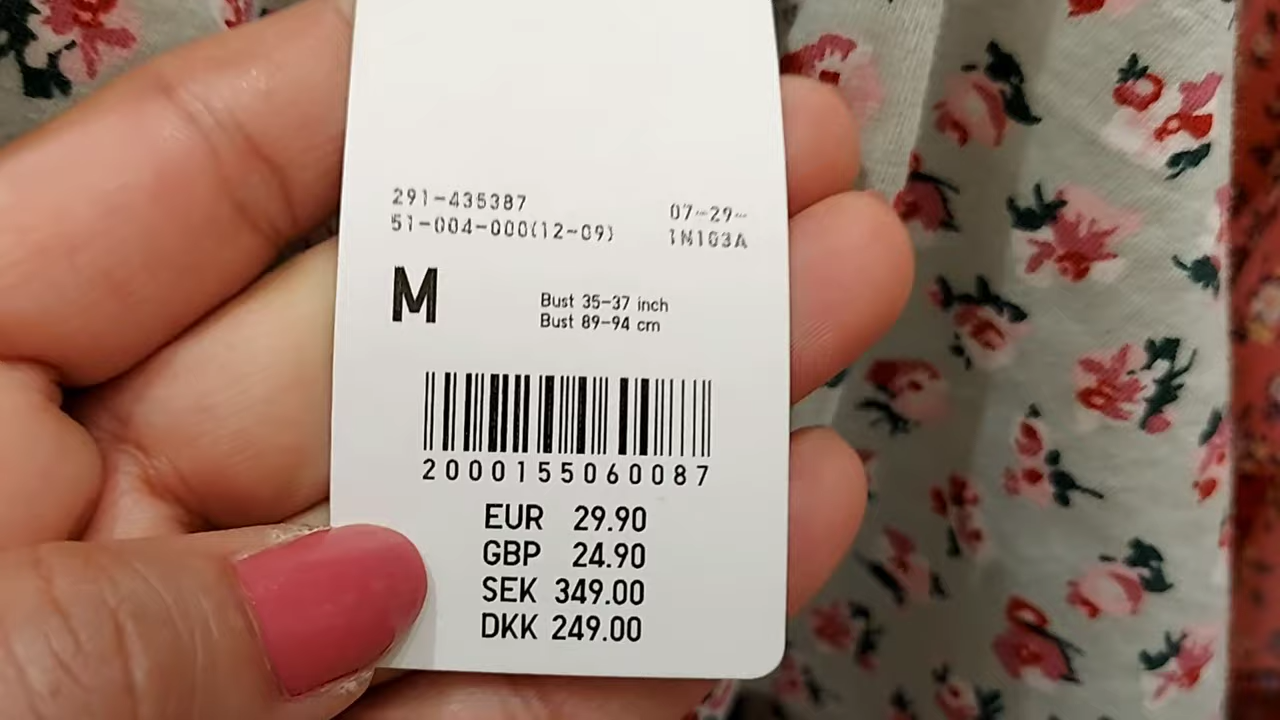 291-435387
51-004-000(12-09)
07-29-
1N103A
M
Bust 35-37 inch
Bust 89-94 cm
2000155060087
EUR 29.90
GBP 24.90
SEK 349.00
DKK 249.00